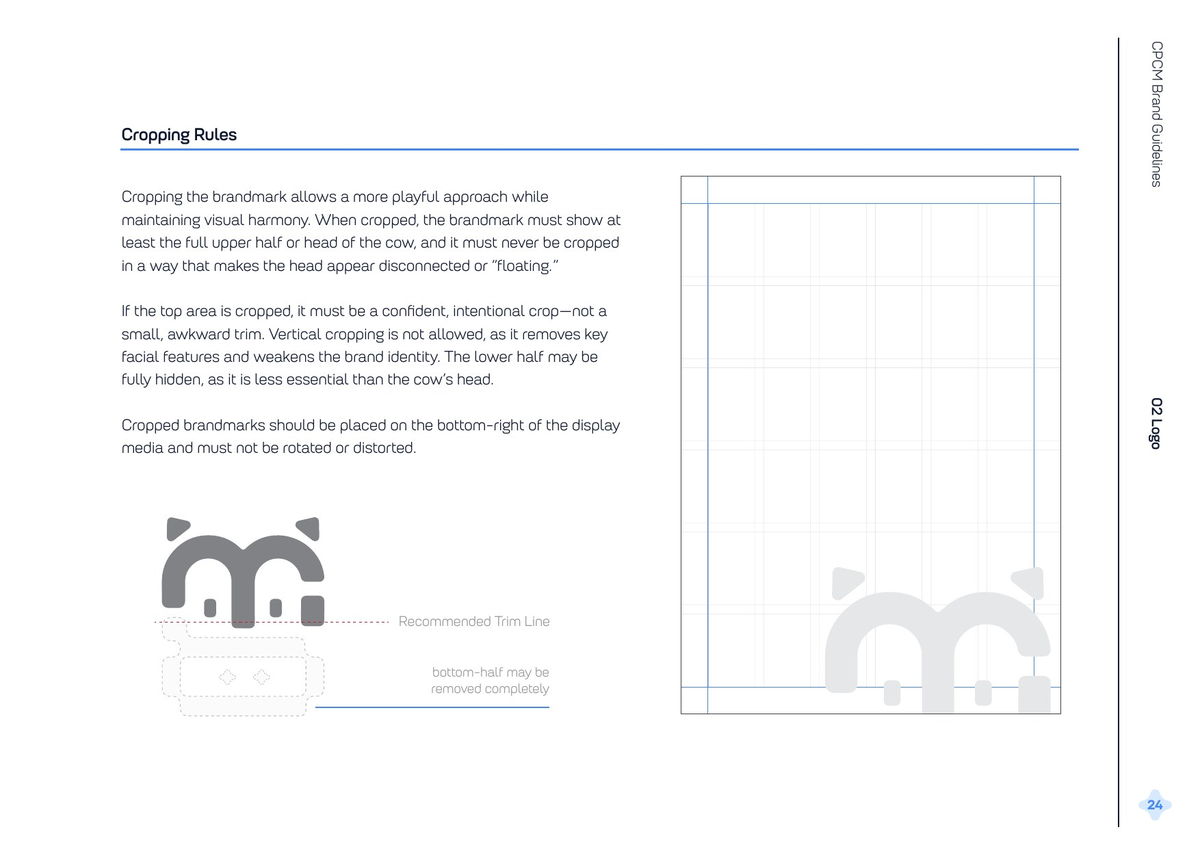 Cropping Rules
Cropping the brandmark allows a more playful approach while
maintaining visual harmony. When cropped, the brandmark must show at
least the full upper half or head of the cow, and it must never be cropped
in a way that makes the head appear disconnected or “floating.”
If the top area is cropped, it must be a confident, intentional crop—not a
small, awkward trim. Vertical cropping is not allowed, as it removes key
facial features and weakens the brand identity. The lower half may be
fully hidden, as it is less essential than the cow’s head.
Cropped brandmarks should be placed on the bottom-right of the display
media and must not be rotated or distorted.
Recommended Trim Line
bottom-half may be
removed completely
CPCM Brand Guidelines
02 Logo
24